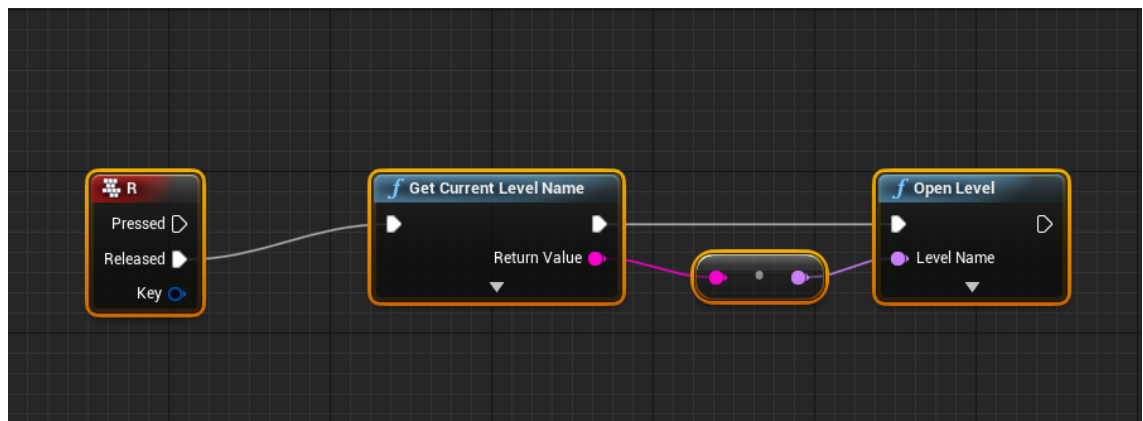 R
Pressed
Released
Key
Get Current Level Name
Return Value
Open Level
Level Name